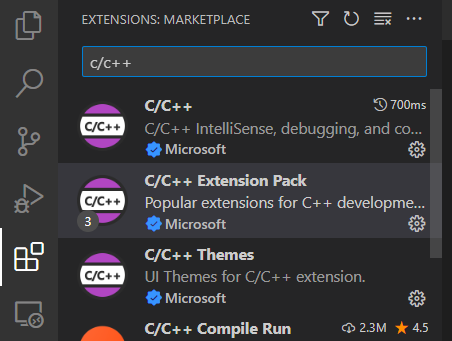 EXTENSIONS: MARKETPLACE
c/c++
C/C++
C/C++ 700ms
C/C++ IntelliSense, debugging, and co...
Microsoft
C/C++
3
C/C++ Extension Pack
Popular extensions for C++ developme...
Microsoft
C/C++
C/C++ Themes
UI Themes for C/C++ extension.
Microsoft
C/C++ Compile Run 2.3M 4.5